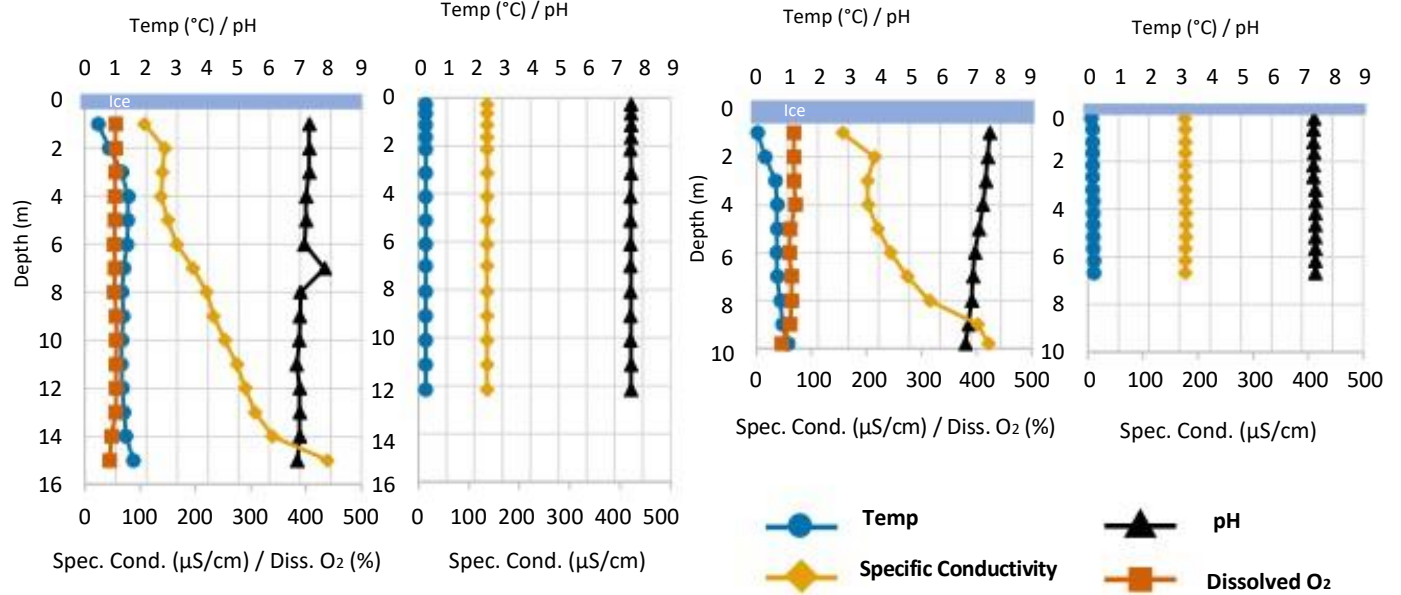 Temp (°C) / pH
0 1 2 3 4 5 6 7 8 9
Ice
Depth (m)
0
2
4
6
8
10
12
14
16
0 100 200 300 400 500
Spec. Cond. (µS/cm) / Diss. O2 (%)
Temp (°C) / pH
0 1 2 3 4 5 6 7 8 9
0
2
4
6
8
10
12
14
16
0 100 200 300 400 500
Spec. Cond. (µS/cm)
Temp (°C) / pH
0 1 2 3 4 5 6 7 8 9
Ice
Depth (m)
0
2
4
6
8
10
0 100 200 300 400 500
Spec. Cond. (µS/cm) / Diss. O2 (%)
Temp (°C) / pH
0 1 2 3 4 5 6 7 8 9
0
2
4
6
8
10
0 100 200 300 400 500
Spec. Cond. (µS/cm)
Temp
pH
Specific Conductivity
Dissolved O2